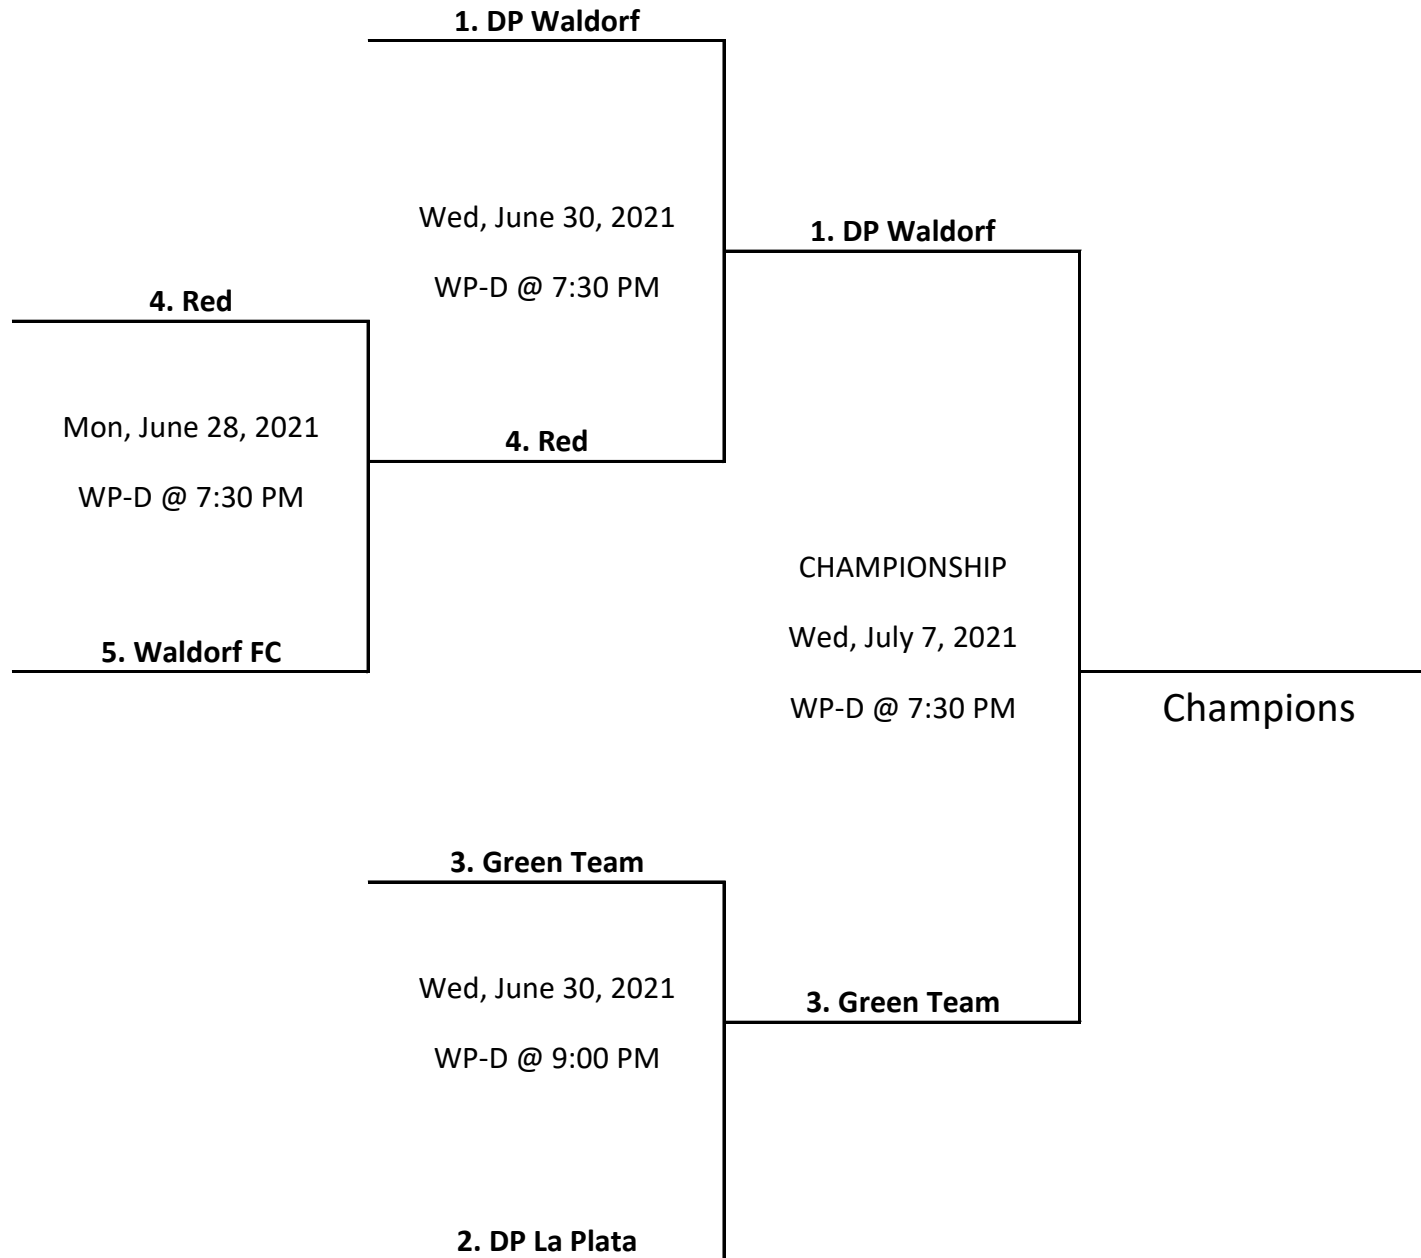 1. DP Waldorf
Wed, June 30, 2021
WP-D @ 7:30 PM
1. DP Waldorf
4. Red
Mon, June 28, 2021
WP-D @ 7:30 PM
4. Red
5. Waldorf FC
CHAMPIONSHIP
Wed, July 7, 2021
WP-D @ 7:30 PM
Champions
3. Green Team
Wed, June 30, 2021
WP-D @ 9:00 PM
3. Green Team
2. DP La Plata